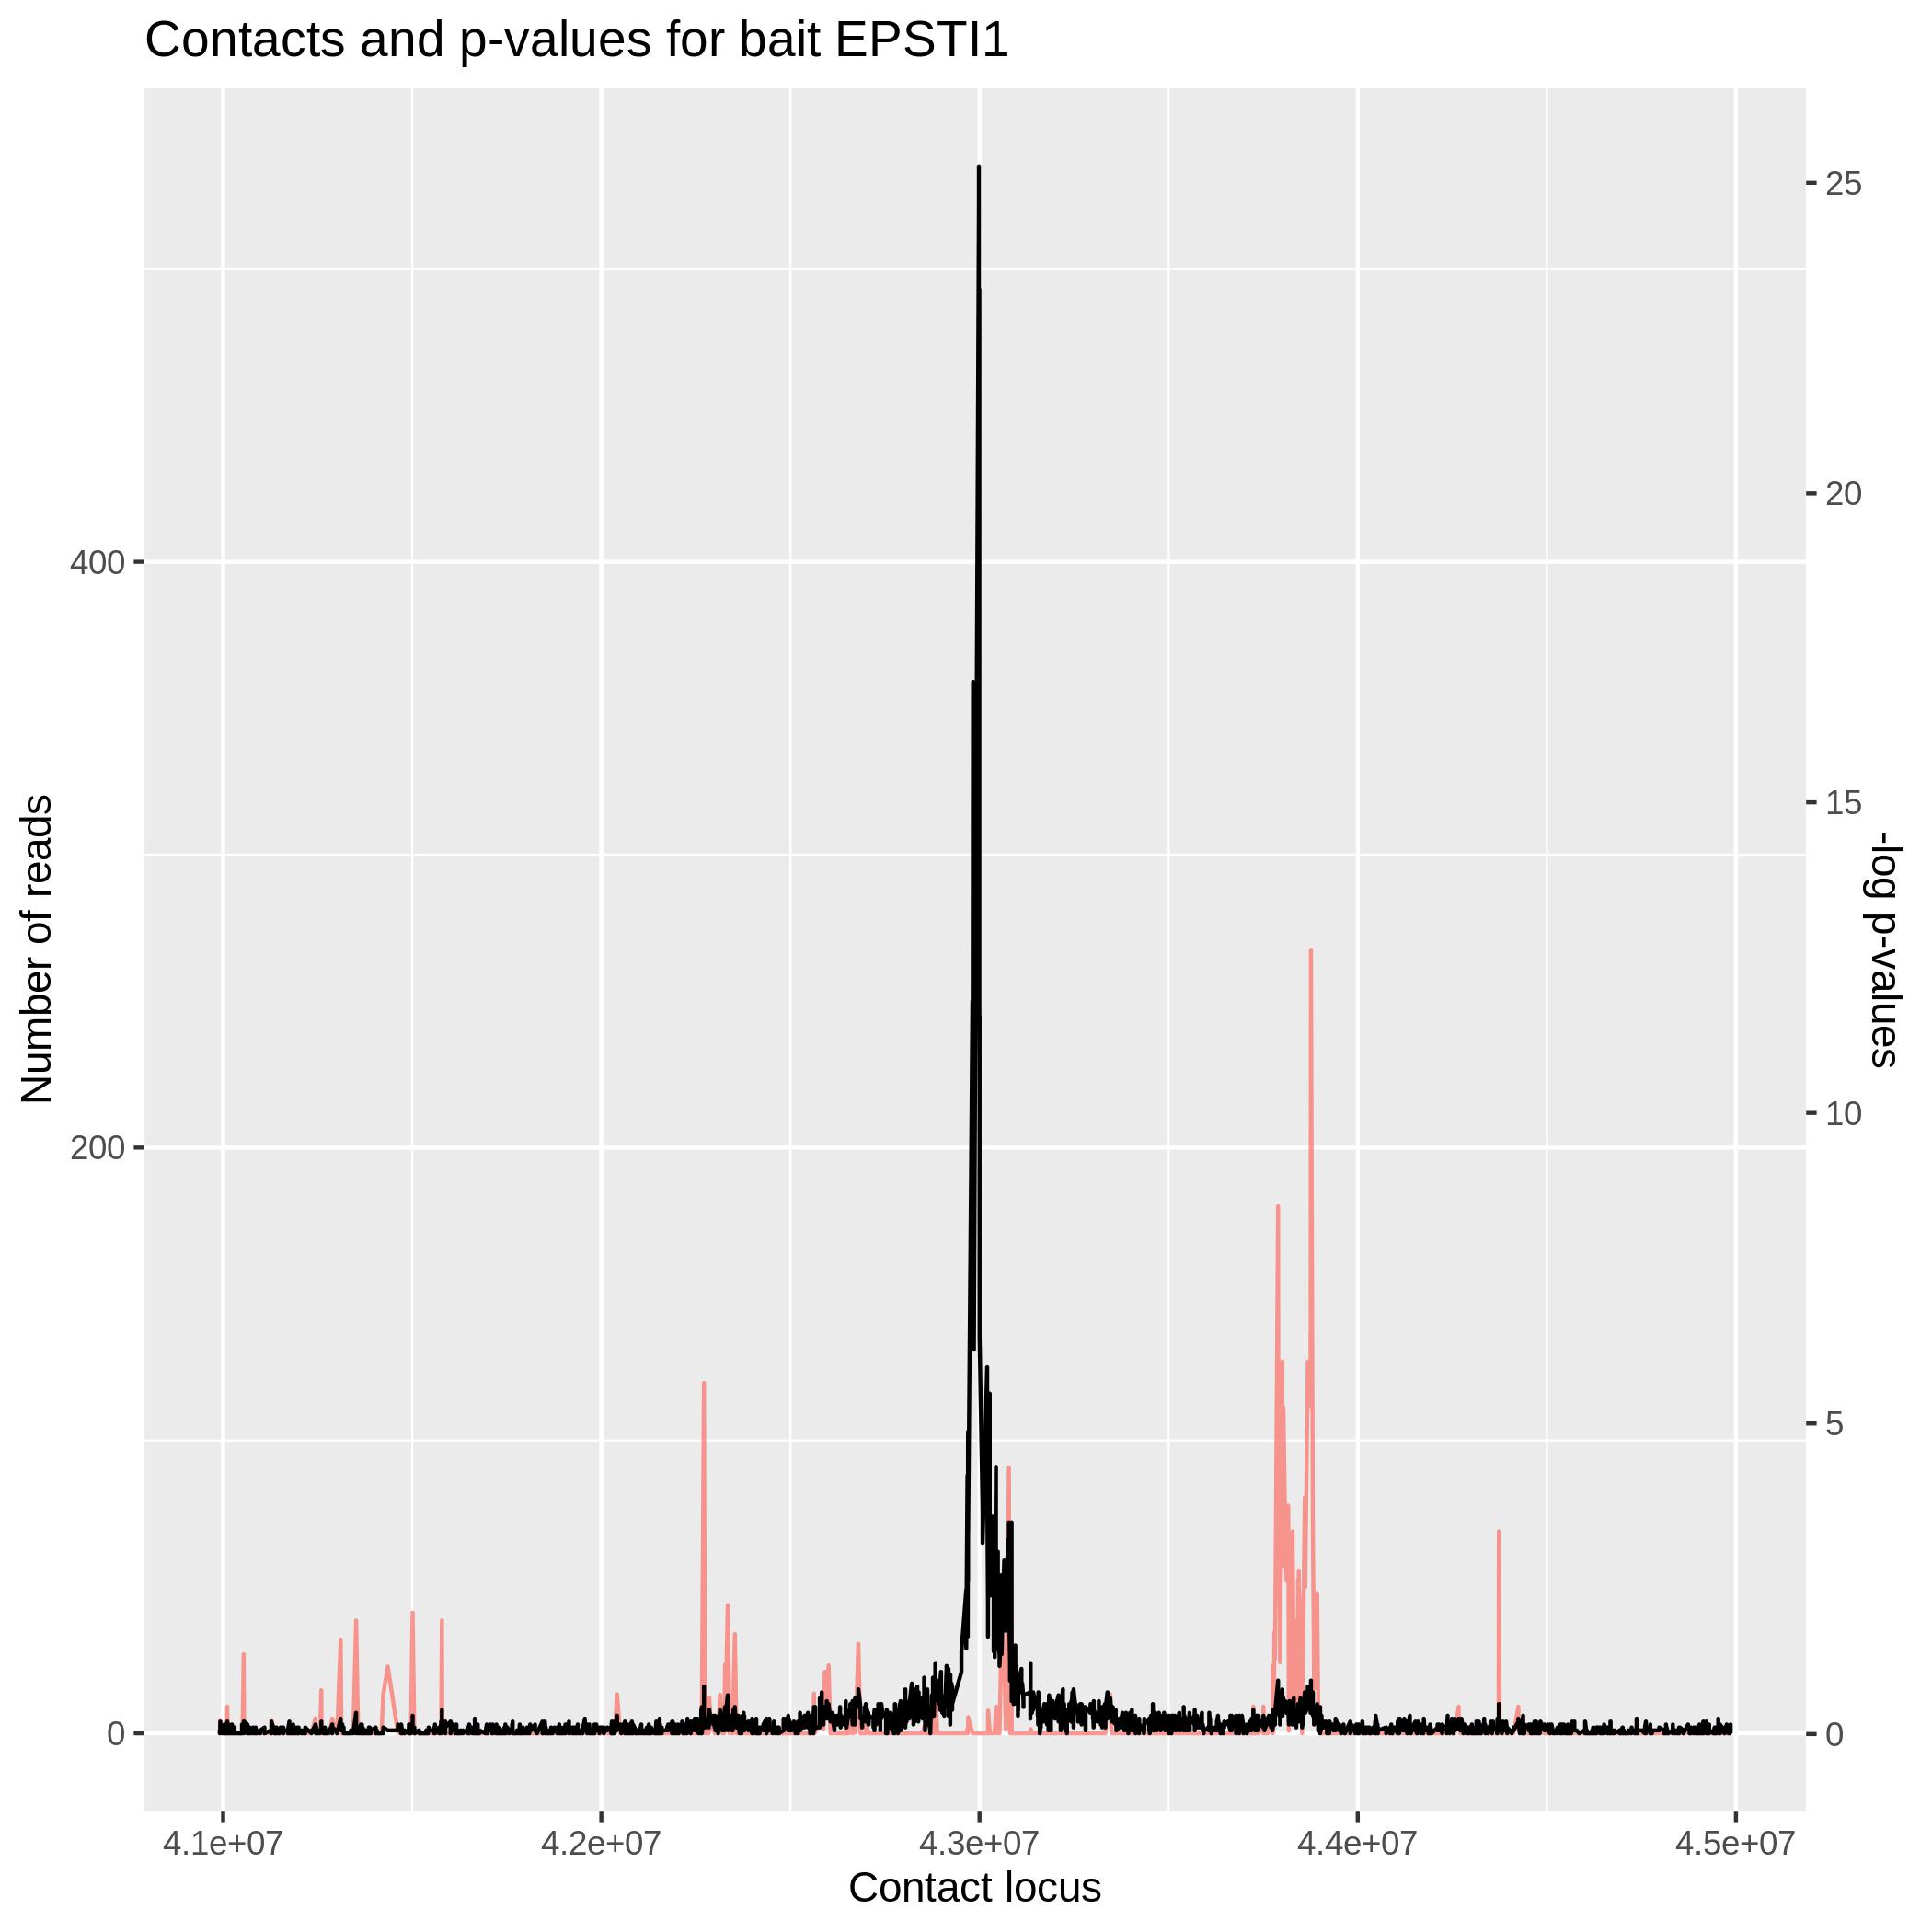 Contacts and p-values for bait EPSTI1
Number of reads
400
200
0
25
20
15
10
5
0
-log p-values
4.1e+07 4.2e+07 4.3e+07 4.4e+07 4.5e+07
Contact locus